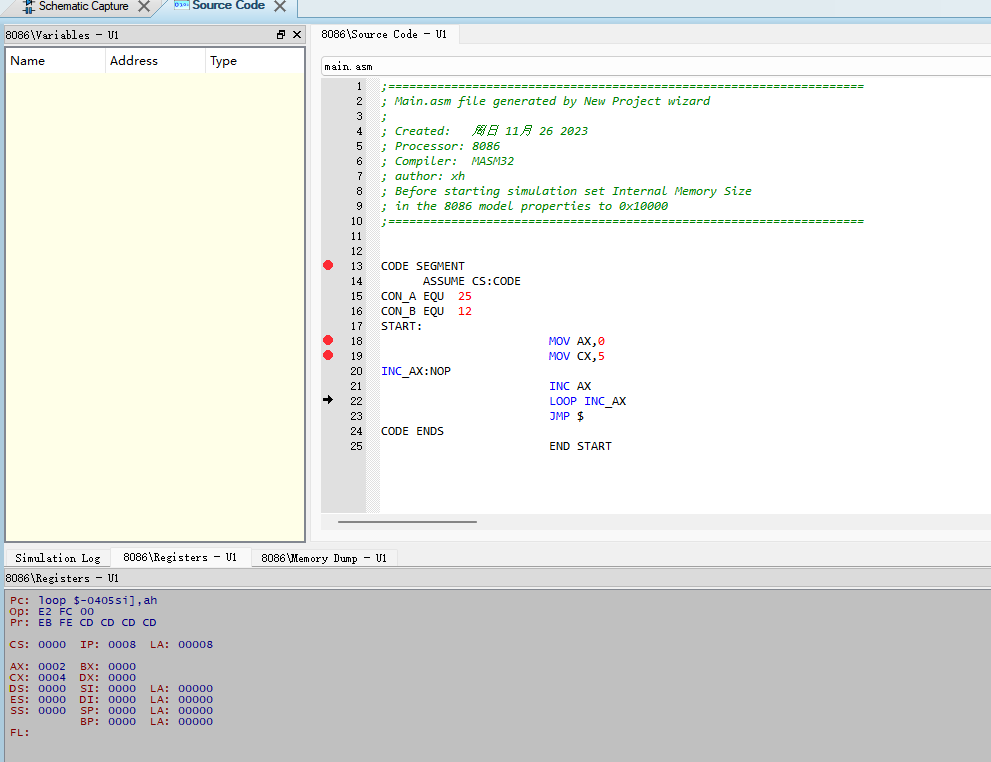 Schematic Capture
Source Code
8086\Variables - U1
Name Address Type
8086\Source Code - U1
main.asm
1 ;====================================================================
2 ; Main.asm file generated by New Project wizard
3 ;
4 ; Created:   周日 11月 26 2023
5 ; Processor: 8086
6 ; Compiler:  MASM32
7 ; author: xh
8 ; Before starting simulation set Internal Memory Size
9 ; in the 8086 model properties to 0x10000
10 ;====================================================================
11
12
13 CODE SEGMENT
14 ASSUME CS:CODE
15 CON_A EQU  25
16 CON_B EQU  12
17 START:
18 MOV AX,0
19 MOV CX,5
20 INC_AX:NOP
21 INC AX
22 LOOP INC_AX
23 JMP $
24 CODE ENDS
25 END START
Simulation Log 8086\Registers - U1 8086\Memory Dump - U1
8086\Registers - U1
Pc: loop $-0405si],ah
Op: E2 FC 00
Pr: EB FE CD CD CD CD
CS: 0000  IP: 0008  LA: 00008
AX: 0002  BX: 0000
CX: 0004  DX: 0000
DS: 0000  SI: 0000  LA: 00000
ES: 0000  DI: 0000  LA: 00000
SS: 0000  SP: 0000  LA: 00000
BP: 0000  LA: 00000
FL: